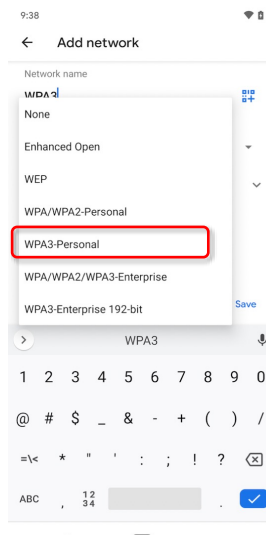 9:38
Add network
Network name
WPA3
None
Enhanced Open
WEP
WPA/WPA2-Personal
WPA3-Personal
WPA/WPA2/WPA3-Enterprise
WPA3-Enterprise 192-bit
Save
WPA3
1 2 3 4 5 6 7 8 9 0
@ # $ _ & - + ( ) /
=\< * " ' : ; ! ?
ABC , 12 .
34